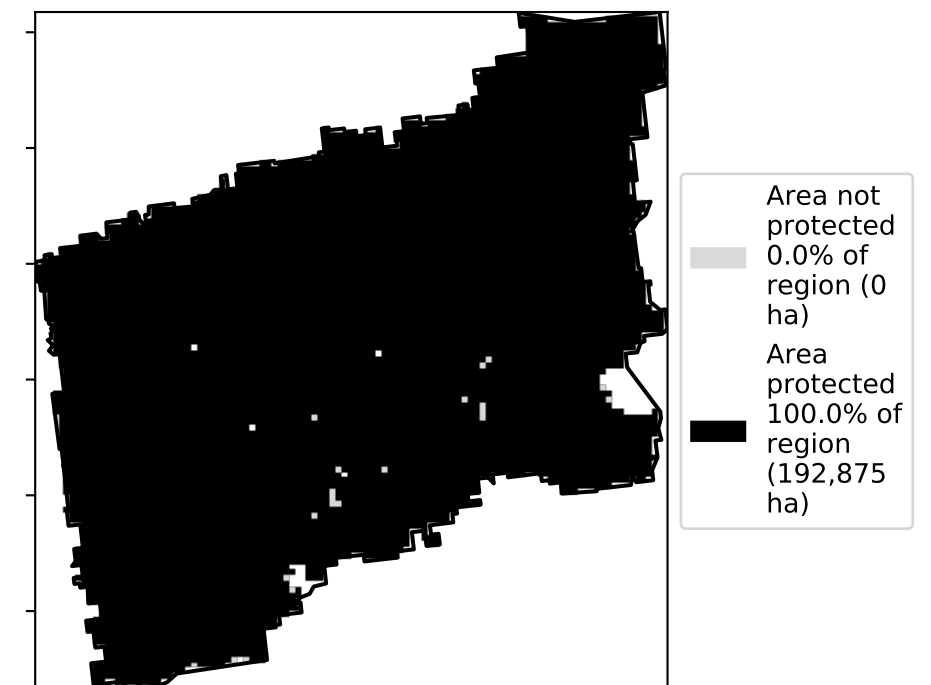 Area not
protected
0.0% of
region (0
ha)
Area
protected
100.0% of
region
(192,875
ha)